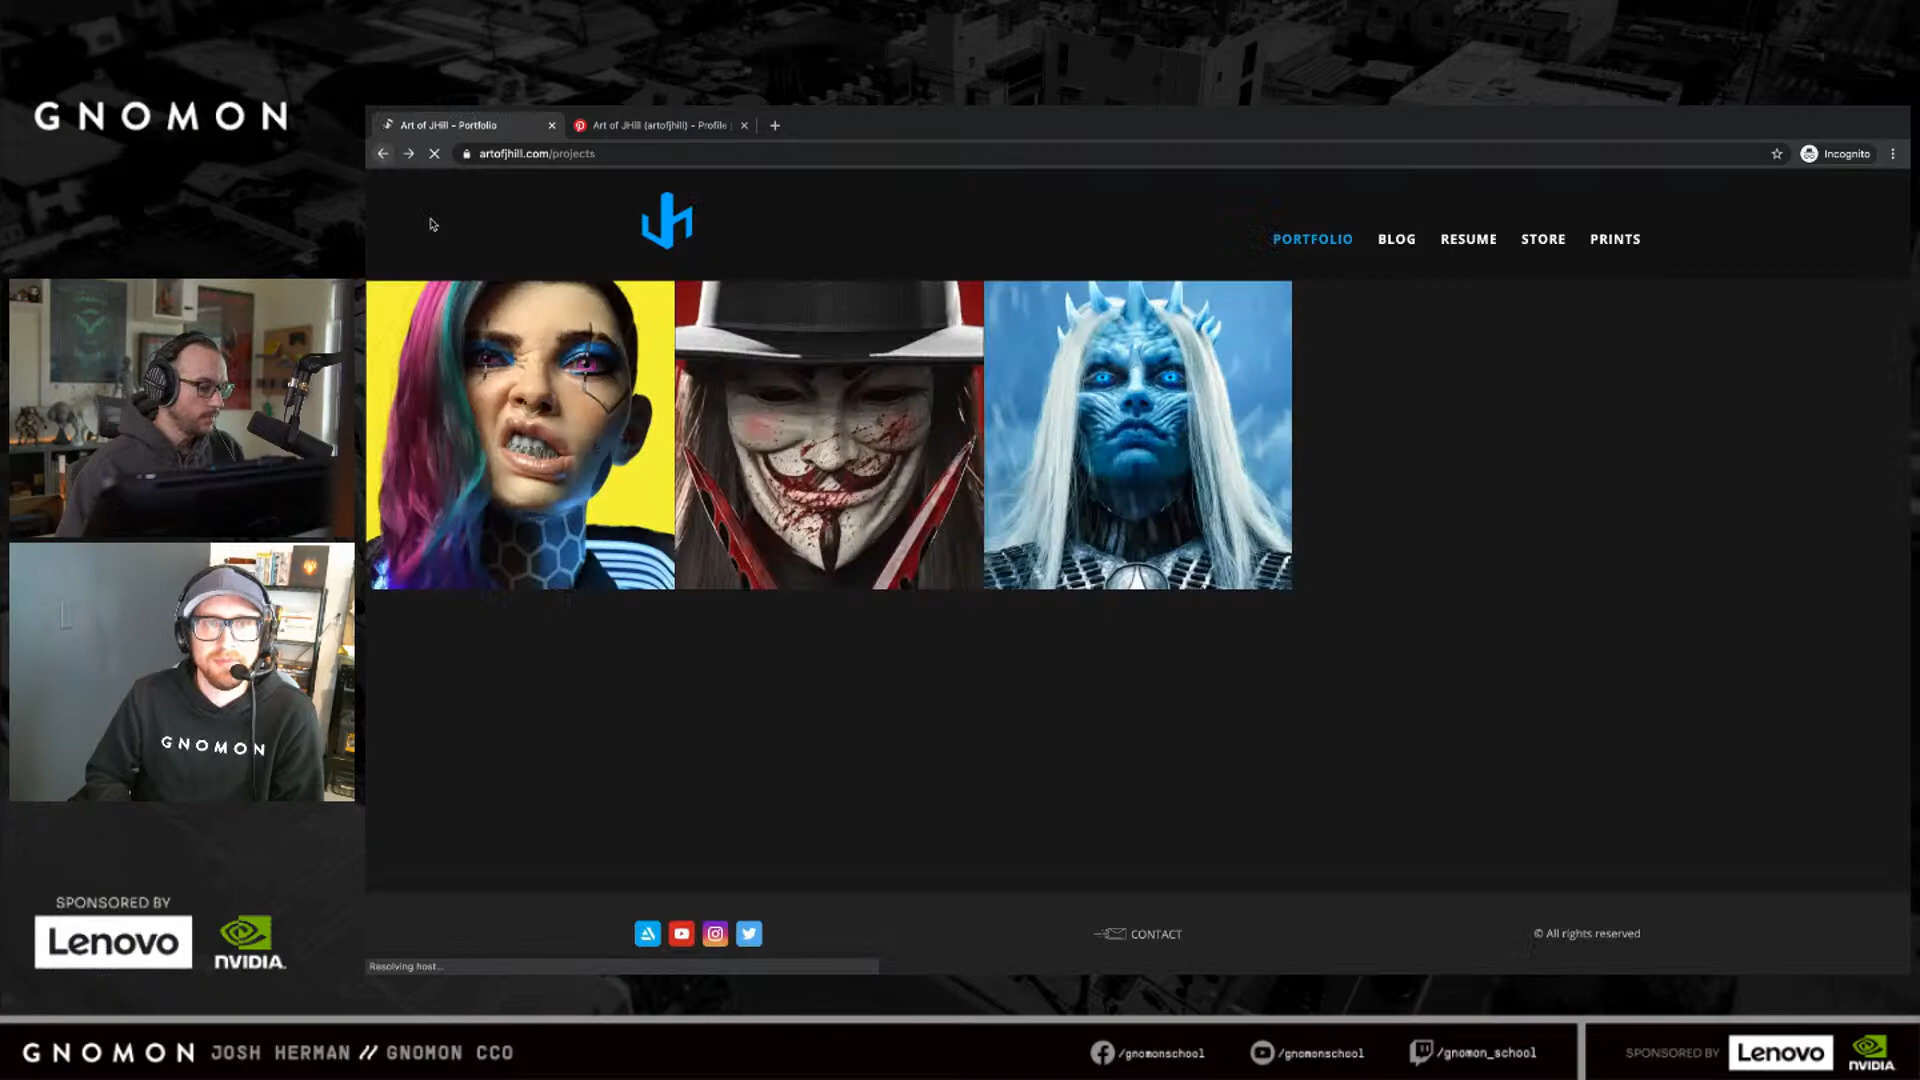 GNOMON
Art of JHill - Portfolio
Art of JHill (artofjhill) - Profile
artofjhill.com/projects
Incognito
PORTFOLIO
BLOG
RESUME
STORE
PRINTS
GNOMON
SPONSORED BY
Lenovo
NVIDIA.
CONTACT
© All rights reserved
Resolving host...
GNOMON JOSH HERMAN // GNOMON CCO
/gnomonschool
/gnomonschool
/gnomon_school
SPONSORED BY
Lenovo
NVIDIA.